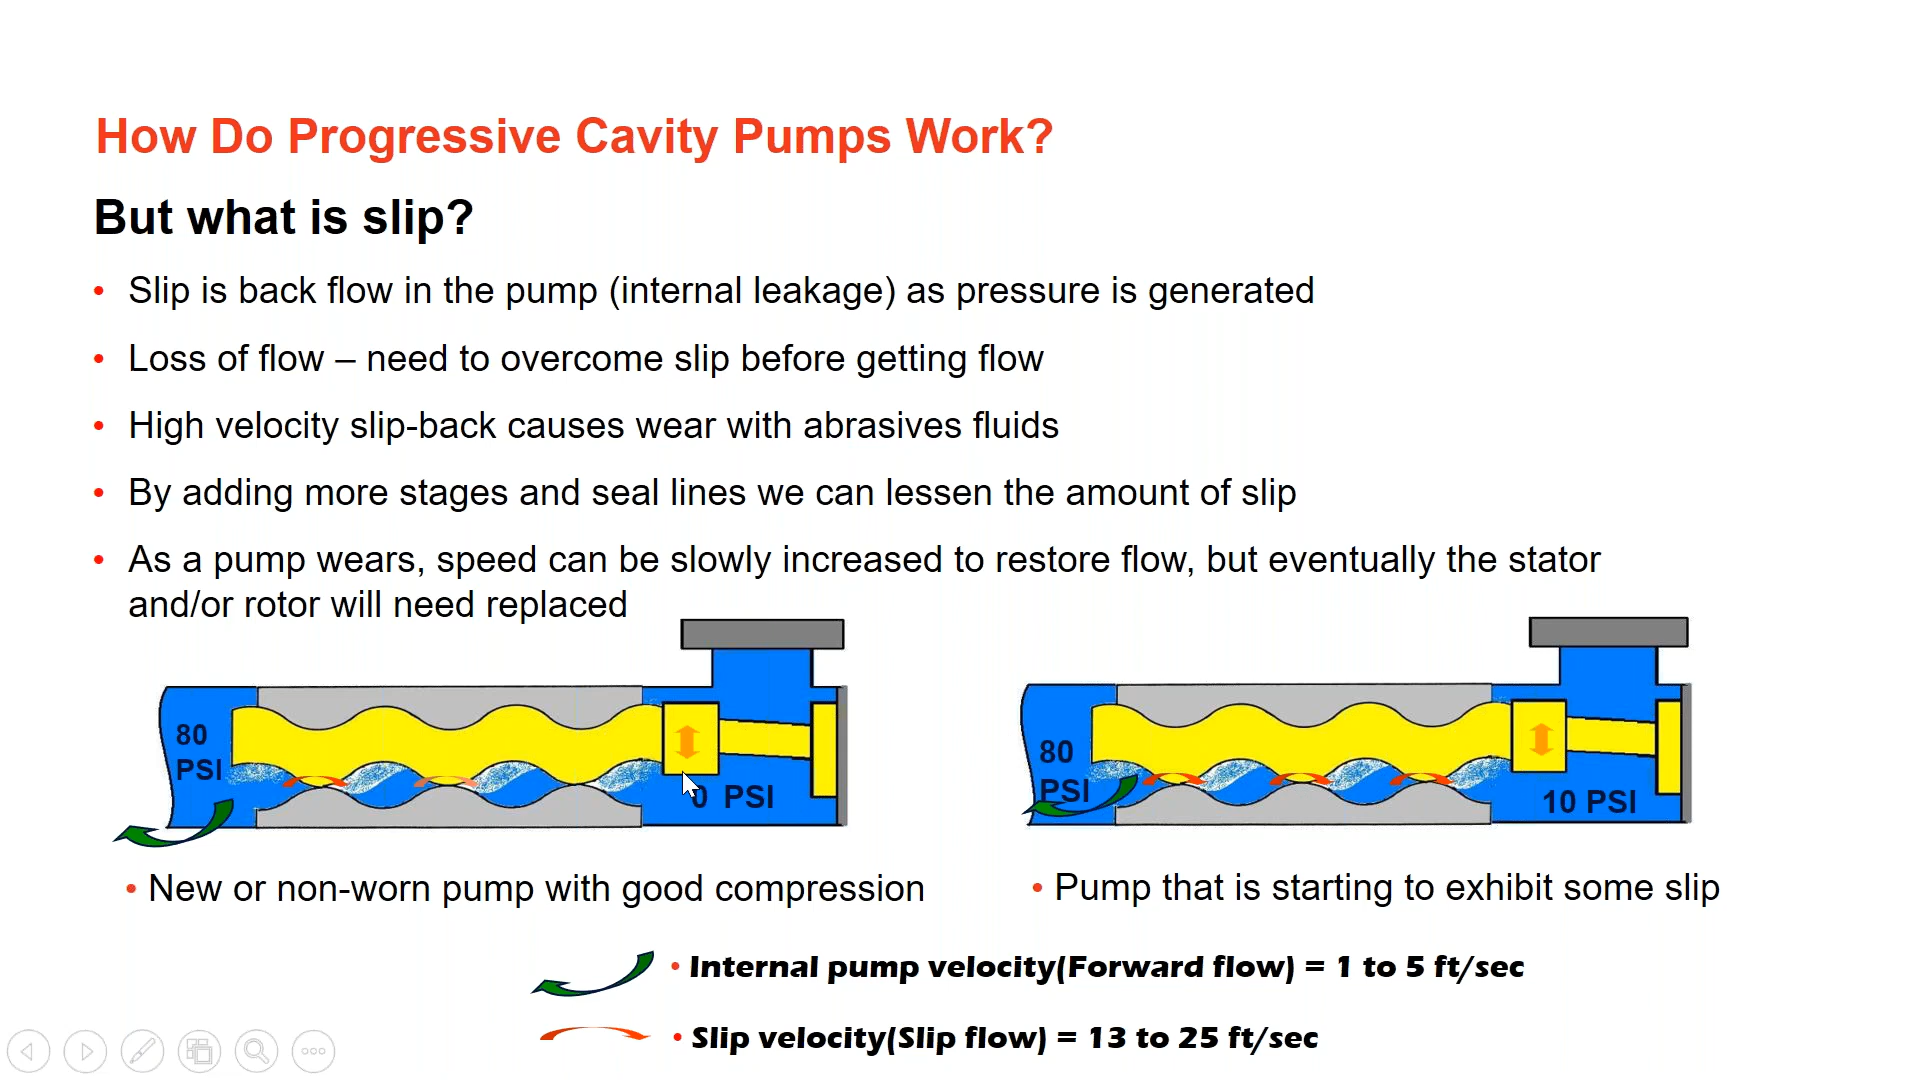 How Do Progressive Cavity Pumps Work?
But what is slip?
• Slip is back flow in the pump (internal leakage) as pressure is generated
• Loss of flow – need to overcome slip before getting flow
• High velocity slip-back causes wear with abrasives fluids
• By adding more stages and seal lines we can lessen the amount of slip
• As a pump wears, speed can be slowly increased to restore flow, but eventually the stator
and/or rotor will need replaced
80
PSI
0 PSI
80
PSI
10 PSI
• New or non-worn pump with good compression
• Pump that is starting to exhibit some slip
• Internal pump velocity(Forward flow) = 1 to 5 ft/sec
• Slip velocity(Slip flow) = 13 to 25 ft/sec